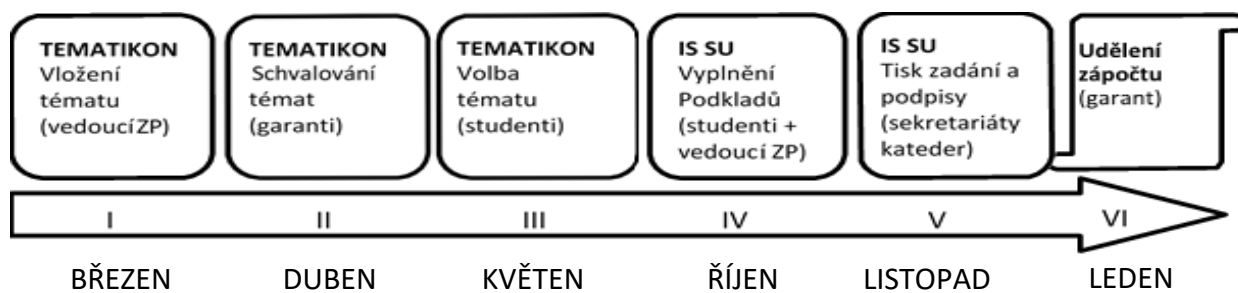 TEMATIKON
Vložení
tématu
(vedoucí ZP)
TEMATIKON
Schvalování
témat
(garanti)
TEMATIKON
Volba
tématu
(studenti)
IS SU
Vyplnění
Podkladů
(studenti +
vedoucí ZP)
IS SU
Tisk zadání a
podpisy
(sekretariáty
kateder)
Udělení
zápočtu
(garant)
I II III IV V VI
BŘEZEN DUBEN KVĚTEN ŘÍJEN LISTOPAD LEDEN